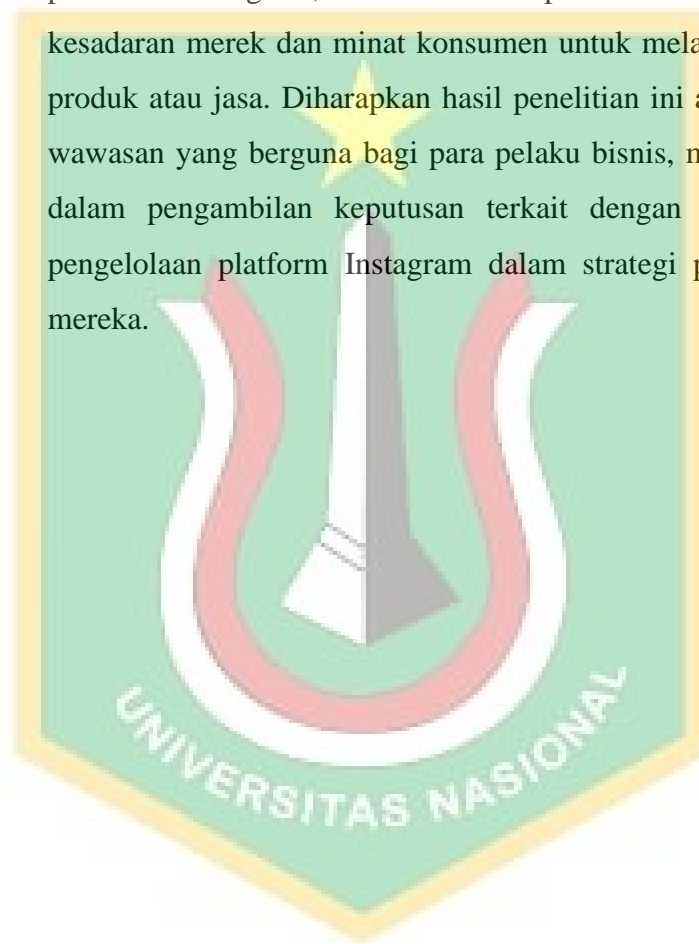 kesadaran merek dan minat konsumen untuk
produk atau jasa. Diharapkan hasil penelitian ini
wawasan yang berguna bagi para pelaku bisnis,
dalam pengambilan keputusan terkait dengan
pengelolaan platform Instagram dalam strategi
mereka.
UNIVERSITAS NASIONAL